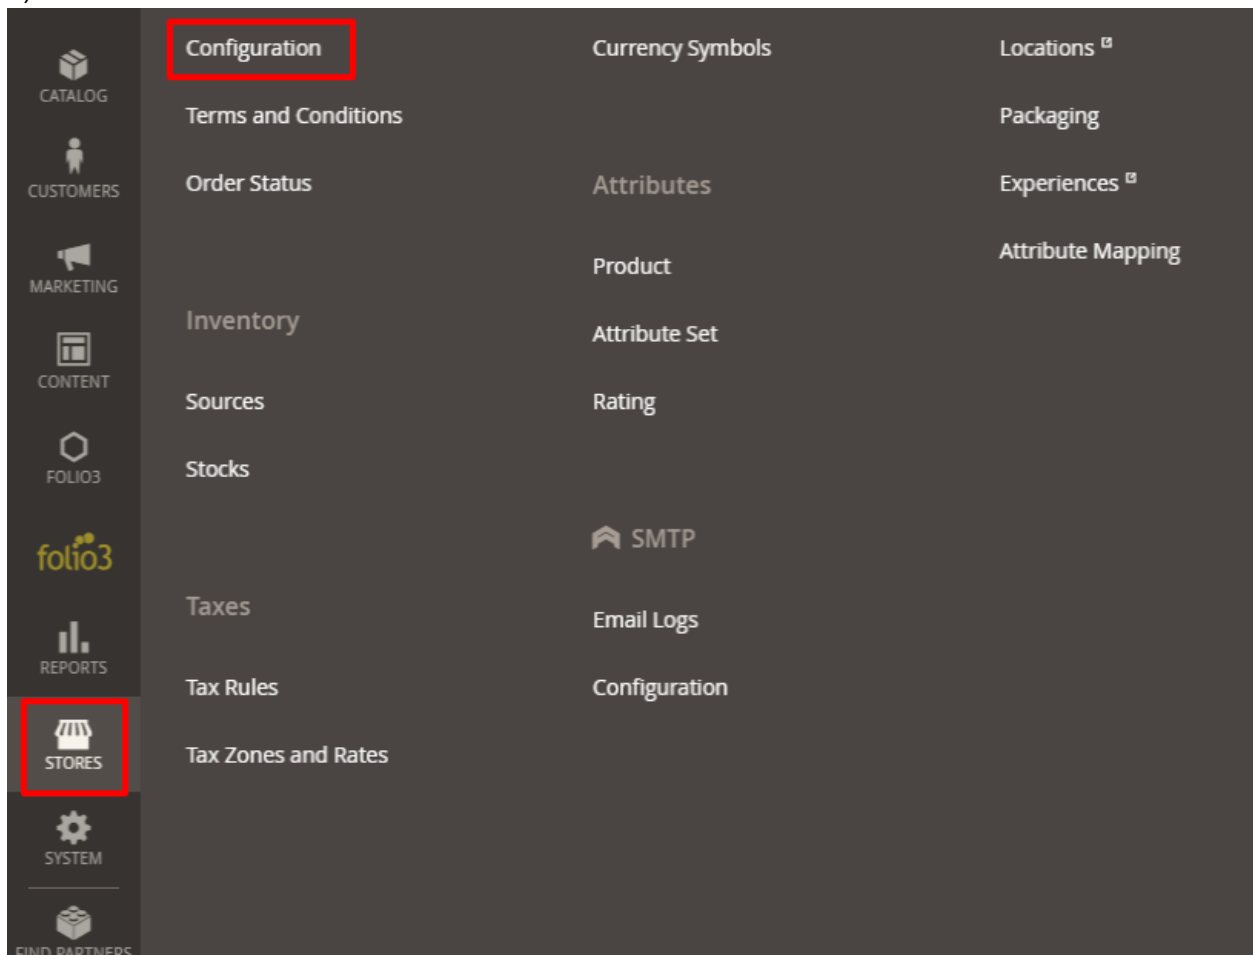 CATALOG
CUSTOMERS
MARKETING
CONTENT
FOLIO3
folio3
REPORTS
STORES
SYSTEM
FIND PARTNERS
Configuration
Terms and Conditions
Order Status
Inventory
Sources
Stocks
Taxes
Tax Rules
Tax Zones and Rates
Currency Symbols
Attributes
Product
Attribute Set
Rating
SMTP
Email Logs
Configuration
Locations
Packaging
Experiences
Attribute Mapping